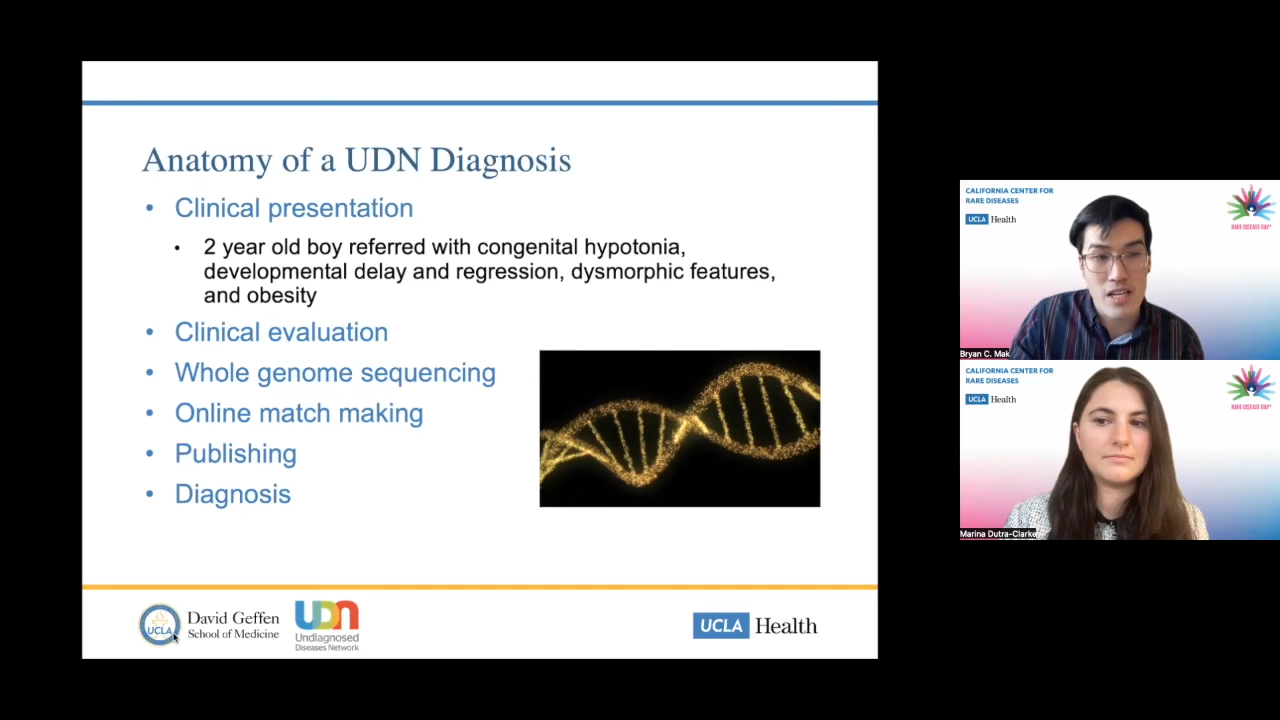 Anatomy of a UDN Diagnosis
• Clinical presentation
• 2 year old boy referred with congenital hypotonia,
developmental delay and regression, dysmorphic features,
and obesity
• Clinical evaluation
• Whole genome sequencing
• Online match making
• Publishing
• Diagnosis
UCLA
David Geffen
School of Medicine
UDN
Undiagnosed
Diseases Network
UCLA Health
CALIFORNIA CENTER FOR
RARE DISEASES
UCLA Health
RARE DISEASE DAY®
Bryan C. Mak
CALIFORNIA CENTER FOR
RARE DISEASES
UCLA Health
RARE DISEASE DAY®
Marina Dutra-Clarke